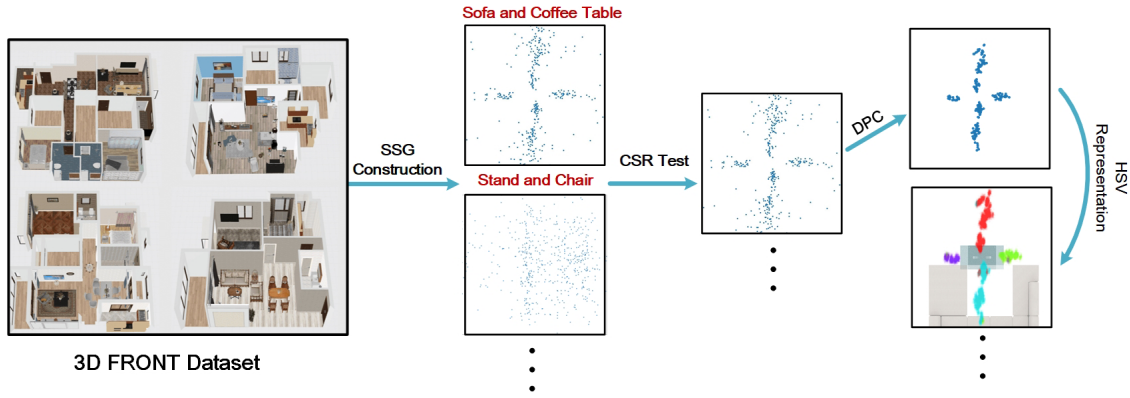 Sofa and Coffee Table
SSG
Construction
Stand and Chair
CSR Test
DPC
HSV
Representation
3D FRONT Dataset